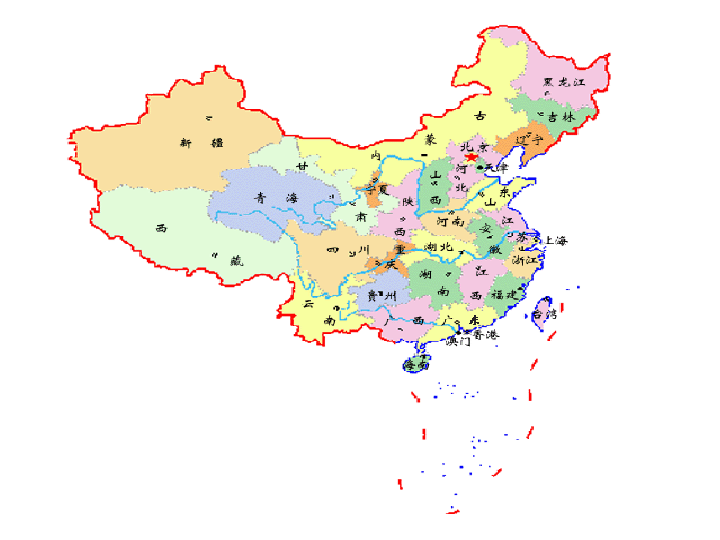 黑龙江
吉林
辽宁
内蒙古
北京
天津
河北
山西
山东
新疆
甘肃
宁夏
青海
陕西
河南
江苏
安徽
上海
西藏
四川
重庆
湖北
浙江
湖南
江西
福建
貴州
云南
广西
广东
台湾
香港
澳门
海南